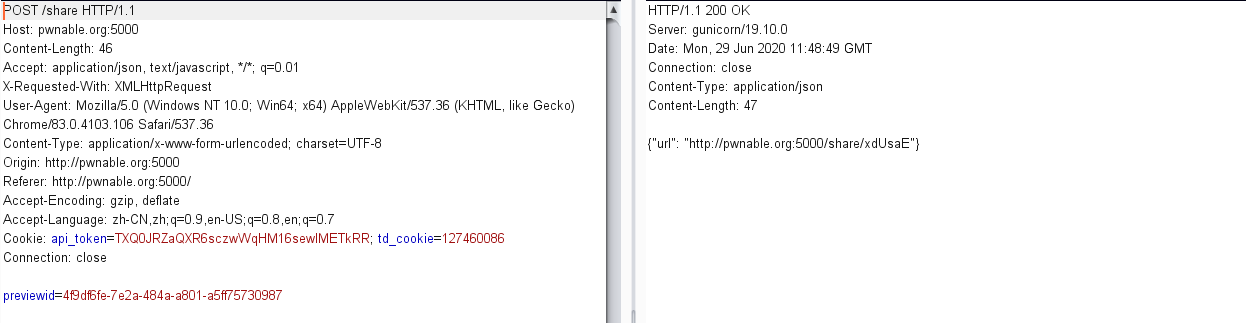 POST /share HTTP/1.1
Host: pwnable.org:5000
Content-Length: 46
Accept: application/json, text/javascript, */*; q=0.01
X-Requested-With: XMLHttpRequest
User-Agent: Mozilla/5.0 (Windows NT 10.0; Win64; x64) AppleWebKit/537.36 (KHTML, like Gecko)
Chrome/83.0.4103.106 Safari/537.36
Content-Type: application/x-www-form-urlencoded; charset=UTF-8
Origin: http://pwnable.org:5000
Referer: http://pwnable.org:5000/
Accept-Encoding: gzip, deflate
Accept-Language: zh-CN,zh;q=0.9,en-US;q=0.8,en;q=0.7
Cookie: api_token=TXQ0JRZaQXR6sczwWqHM16sewIMETkRR; td_cookie=127460086
Connection: close

previewid=4f9df6fe-7e2a-484a-a801-a5ff75730987
HTTP/1.1 200 OK
Server: gunicorn/19.10.0
Date: Mon, 29 Jun 2020 11:48:49 GMT
Connection: close
Content-Type: application/json
Content-Length: 47

{"url": "http://pwnable.org:5000/share/xdUsaE"}